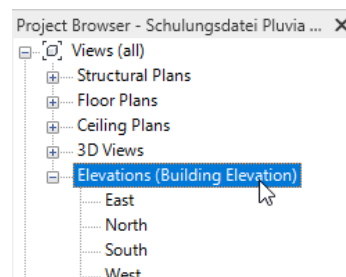 Project Browser - Schulungsdatei Pluvia ...
Views (all)
Structural Plans
Floor Plans
Ceiling Plans
3D Views
Elevations (Building Elevation)
East
North
South
West